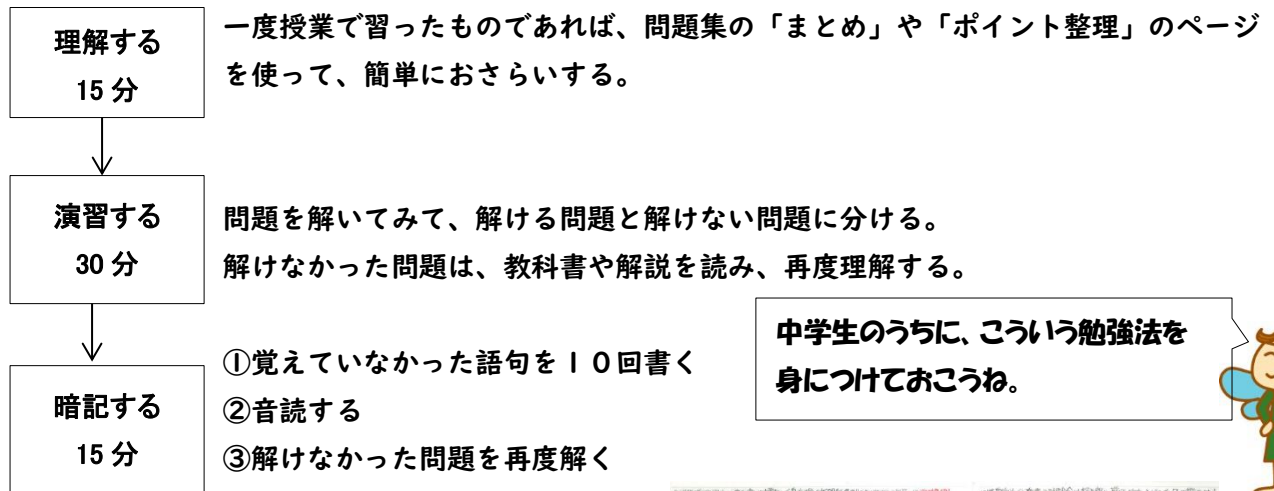 理解する
15 分
一度授業で習ったものであれば、問題集の「まとめ」や「ポイント整理」のページ
を使って、簡単におさらいする。
演習する
30 分
問題を解いてみて、解ける問題と解けない問題に分ける。
解けなかった問題は、教科書や解説を読み、再度理解する。
暗記する
15 分
①覚えていなかった語句を１０回書く
②音読する
③解けなかった問題を再度解く
中学生のうちに、こういう勉強法を
身につけておこうね。